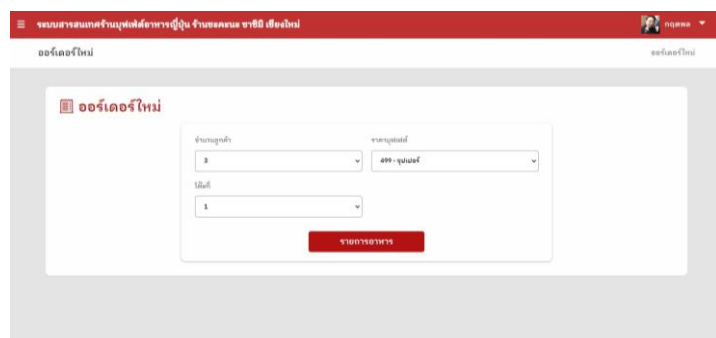 ระบบสารสนเทศร้านบุฟเฟ่ต์อาหารญี่ปุ่น ร้านซะคะนะ ซาชิมิ เชียงใหม่
กฤตพล
ออร์เดอร์ใหม่
ออร์เดอร์ใหม่
ออร์เดอร์ใหม่
จำนวนลูกค้า
ราคาบุฟเฟ่ต์
3
499 - ซุปเปอร์
โต๊ะที่
1
รายการอาหาร